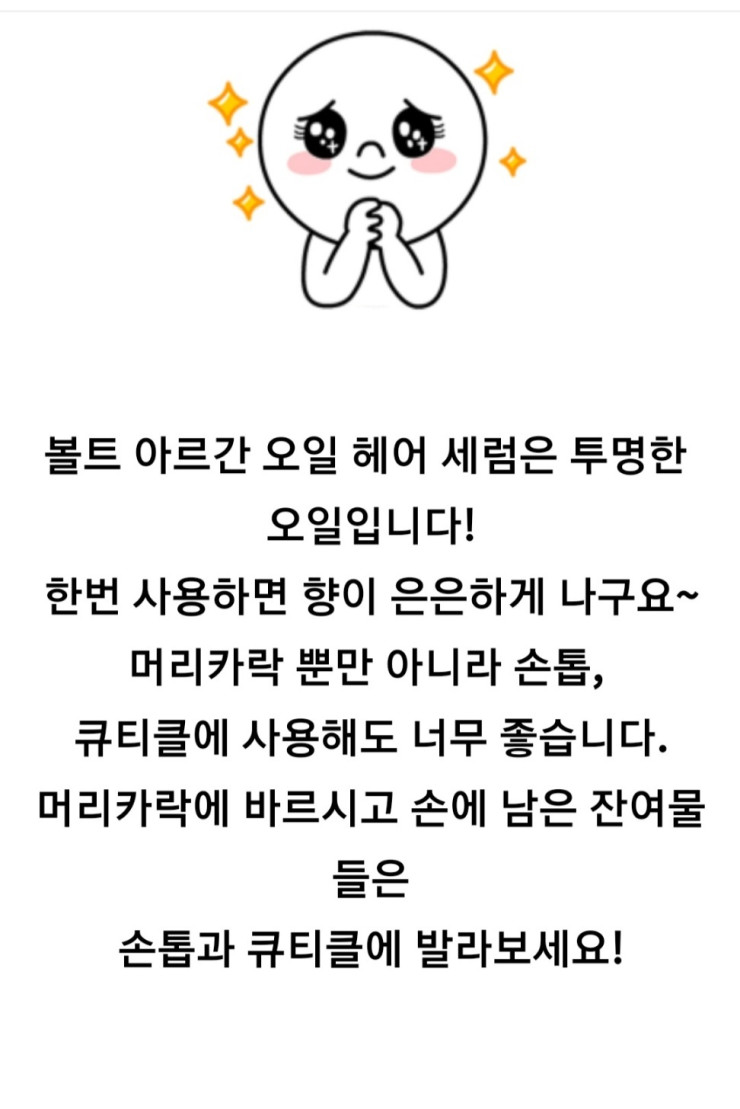 볼트 아르간 오일 헤어 세럼은 투명한
오일입니다!
한번 사용하면 향이 은은하게 나구요~
머리카락 뿐만 아니라 손톱,
큐티클에 사용해도 너무 좋습니다.
머리카락에 바르시고 손에 남은 잔여물
들은
손톱과 큐티클에 발라보세요!